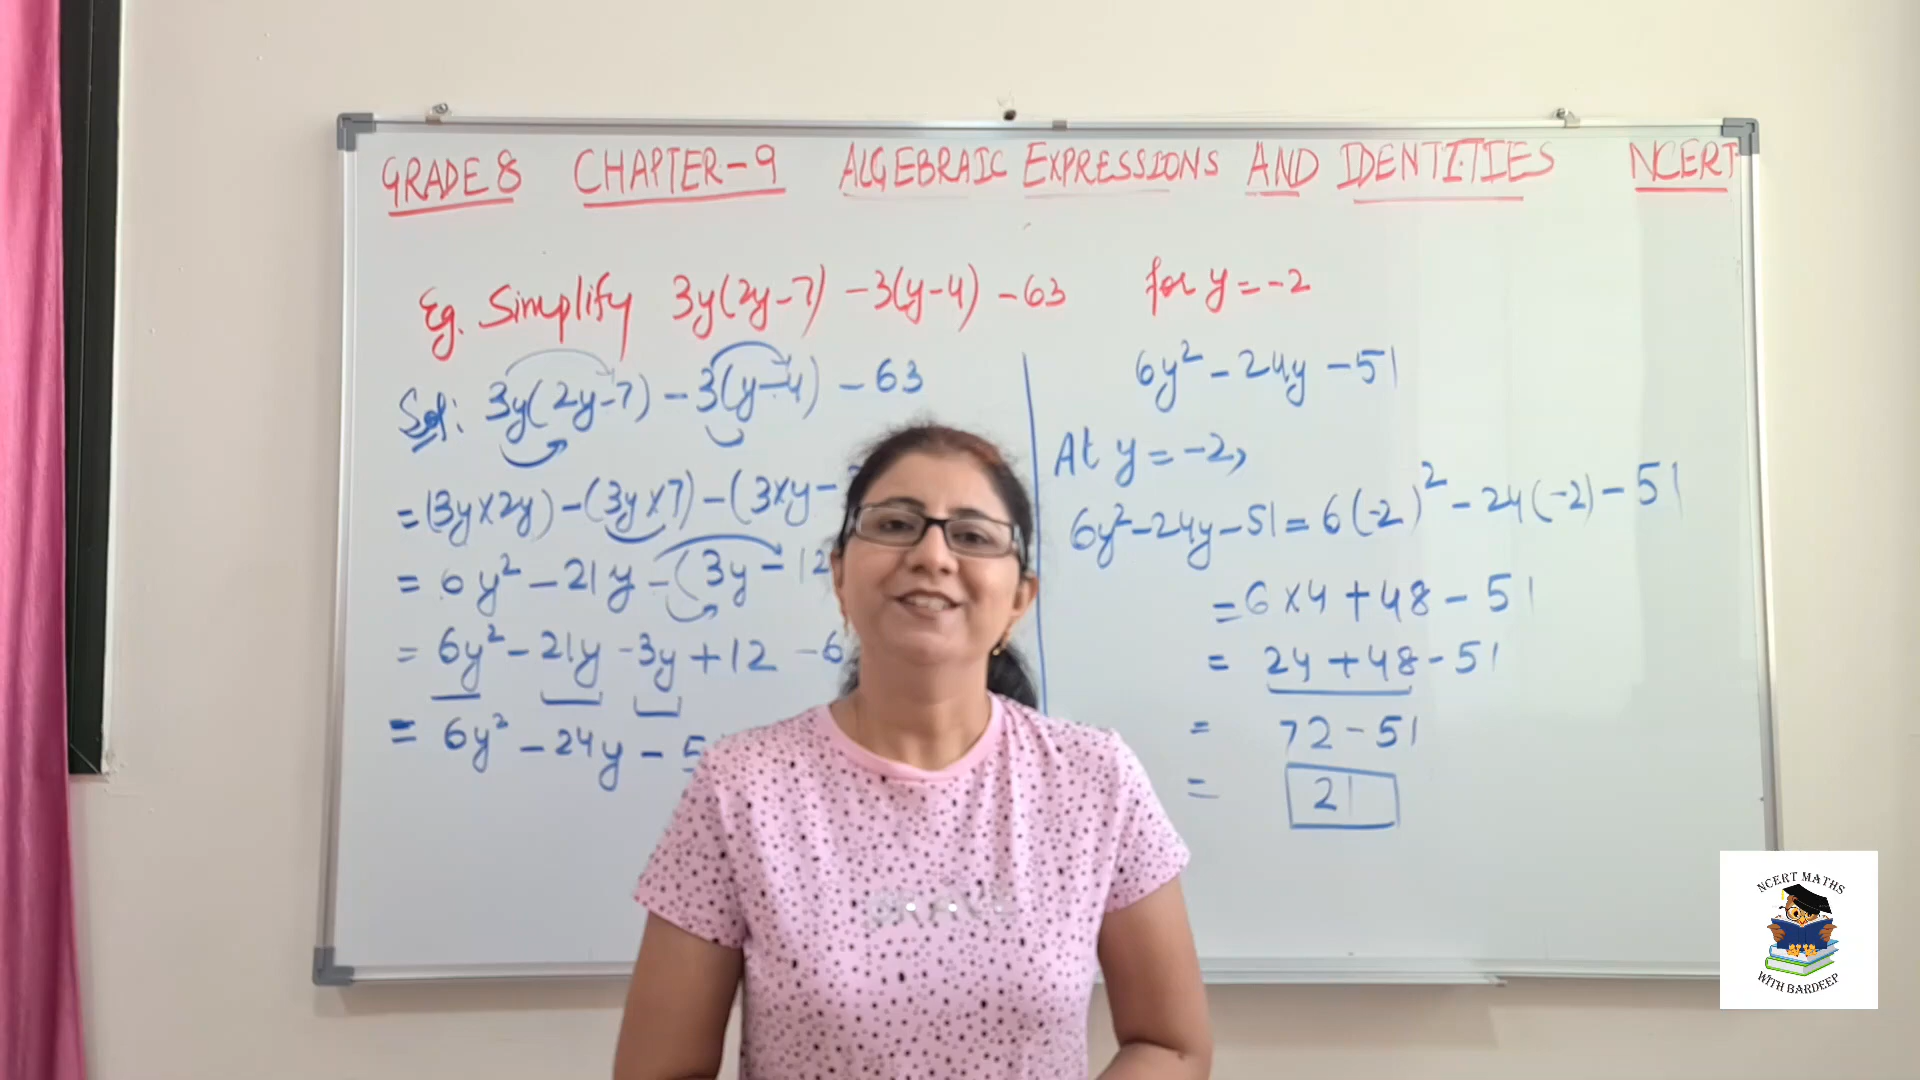 GRADE 8 CHAPTER-9 ALGEBRAIC EXPRESSIONS AND IDENTITIES NCERT
Eg. Simplify 3y(2y-7) -3(y-4) -63 for y=-2
Sol: 3y(2y-7) -3(y-4) -63
=(3y×2y)-(3y×7)-(3×y-
= 6y²-21y-(3y-12
= 6y²-21y-3y+12 -6
= 6y²-24y-5
6y²-24y-51
At y=-2,
6y²-24y-51=6(-2)²-24(-2)-51
=6×4+48-51
= 24+48-51
= 72-51
= 21
NCERT MATHS
WITH BARDEEP